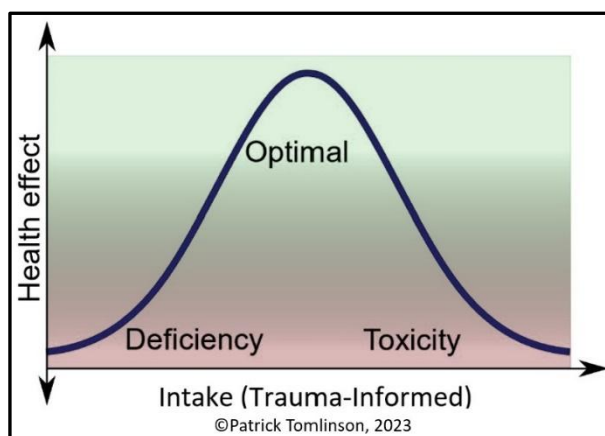 Health effect
Optimal
Deficiency
Toxicity
Intake (Trauma-Informed)
©Patrick Tomlinson, 2023